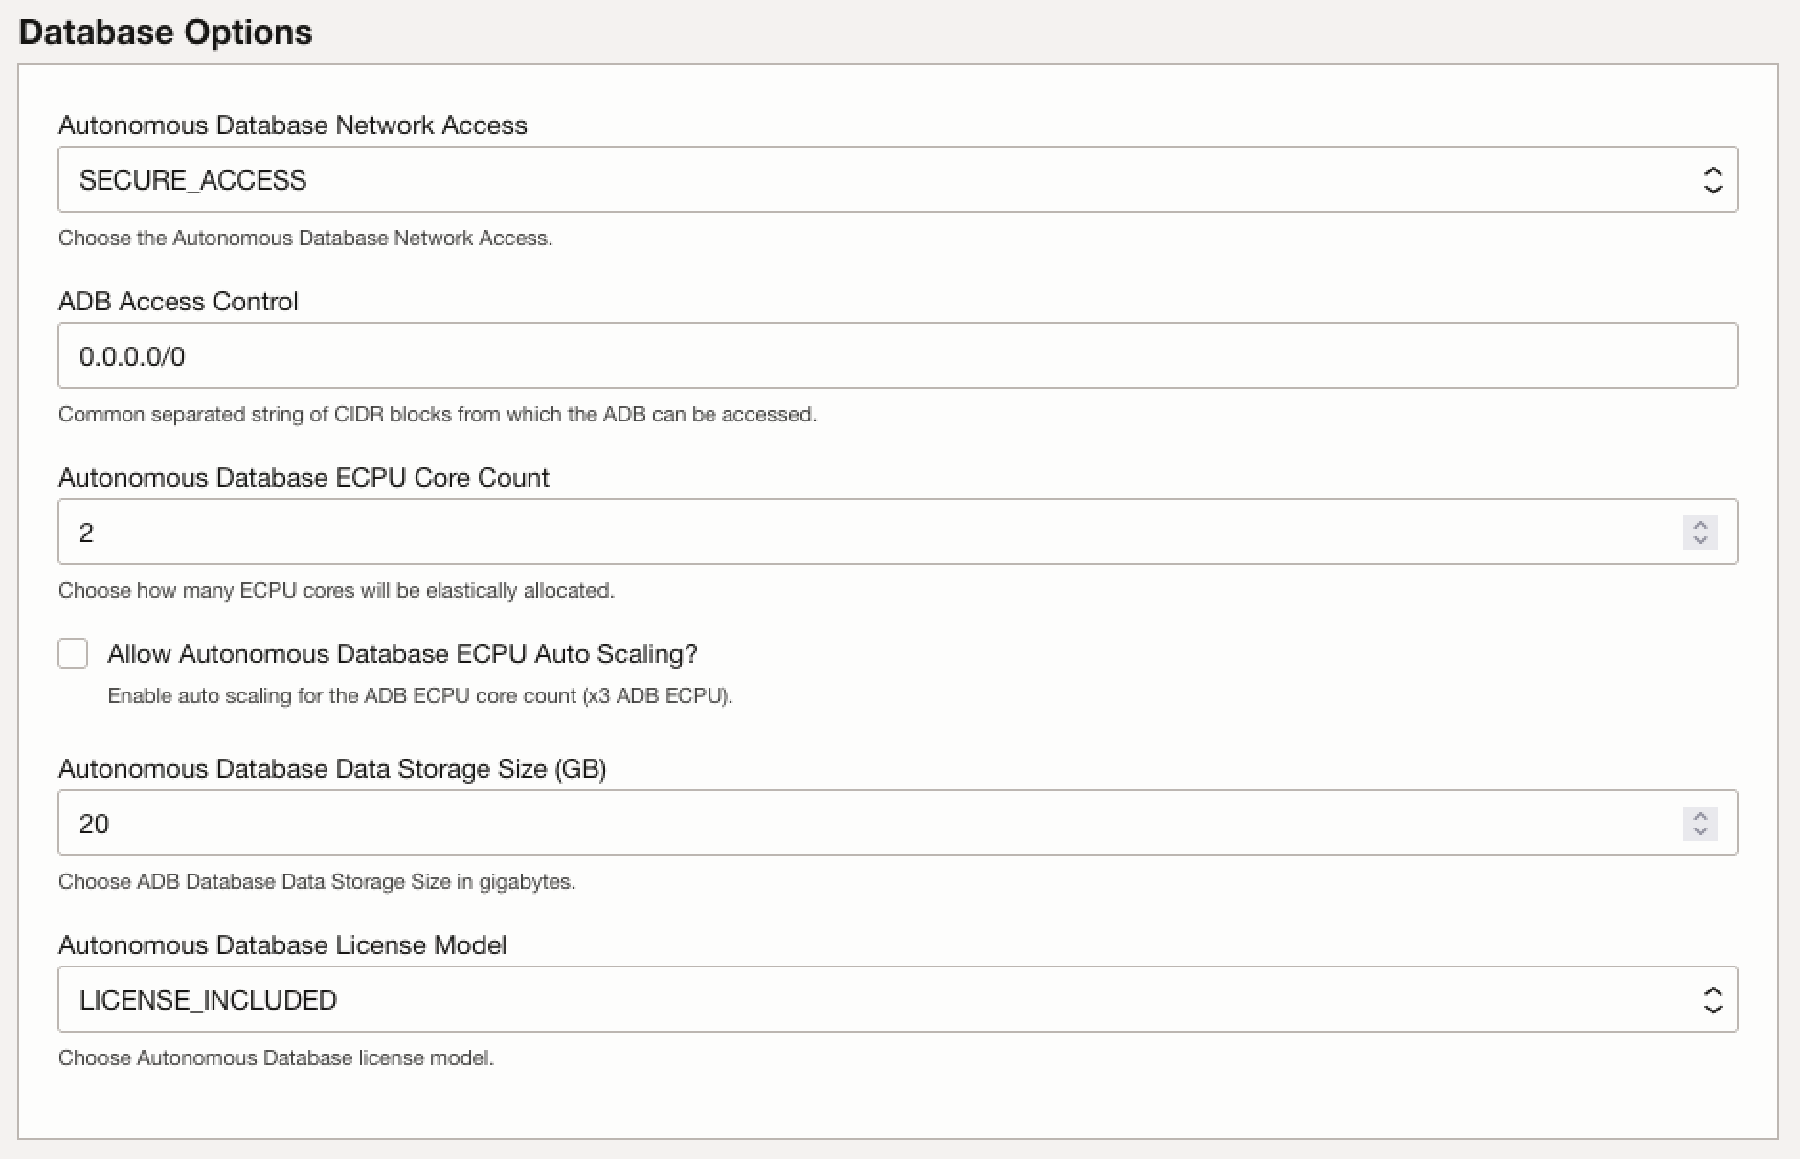 Database Options
Autonomous Database Network Access
SECURE_ACCESS
Choose the Autonomous Database Network Access.
ADB Access Control
0.0.0.0/0
Common separated string of CIDR blocks from which the ADB can be accessed.
Autonomous Database ECPU Core Count
2
Choose how many ECPU cores will be elastically allocated.
Allow Autonomous Database ECPU Auto Scaling?
Enable auto scaling for the ADB ECPU core count (x3 ADB ECPU).
Autonomous Database Data Storage Size (GB)
20
Choose ADB Database Data Storage Size in gigabytes.
Autonomous Database License Model
LICENSE_INCLUDED
Choose Autonomous Database license model.